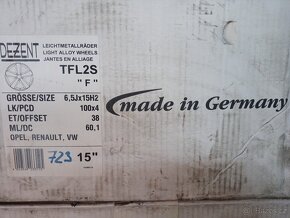 DEZENT
LEICHTMETALLRÄDER
LIGHT ALLOY WHEELS
JANTES EN ALLIAGE
TFL2S
"F"
GRÖSSE/SIZE 6,5Jx15H2
LK/PCD 100x4
ET/OFFSET 38
ML/DC 60,1
OPEL, RENAULT, VW
723 15"
made in Germany